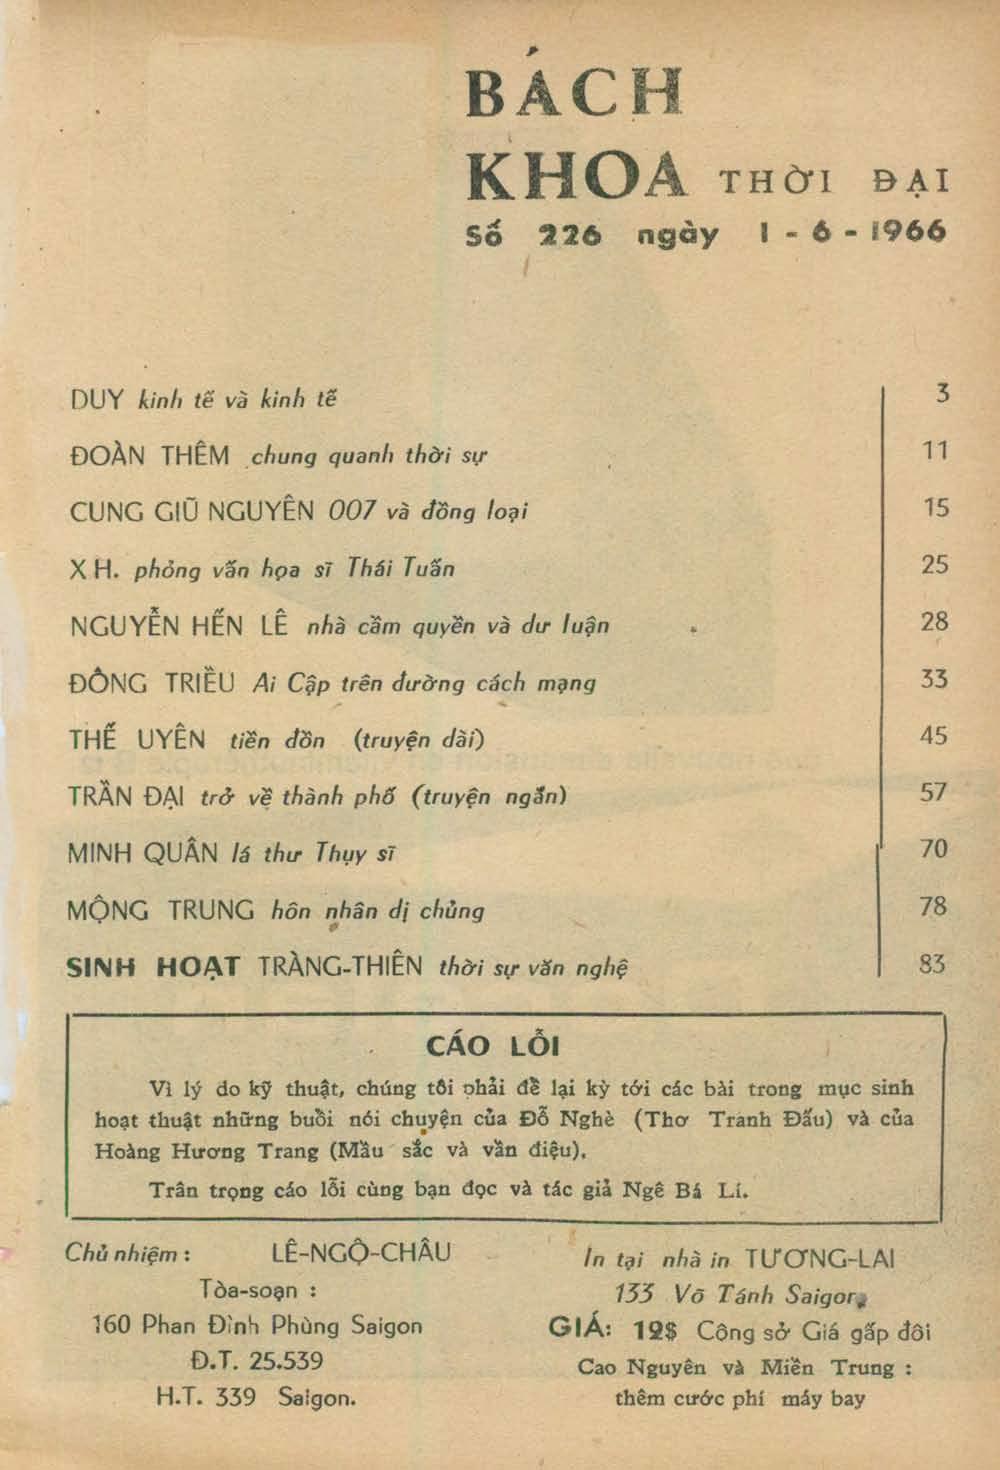 BÁCH
KHOA THỜI ĐẠI
Số 226 ngày 1 - 6 - 1966
DUY kinh tế và kinh tế 3
ĐOÀN THÊM chung quanh thời sự 11
CUNG GIŨ NGUYÊN 007 và đồng loại 15
X H. phỏng vấn họa sĩ Thái Tuấn 25
NGUYỄN HẾN LÊ nhà cầm quyền và dư luận 28
ĐÔNG TRIỀU Ai Cập trên đường cách mạng 33
THẾ UYÊN tiền đồn (truyện dài) 45
TRẦN ĐẠI trở về thành phố (truyện ngắn) 57
MINH QUÂN lá thư Thụy sĩ 70
MỘNG TRUNG hôn nhân dị chủng 78
SINH HOẠT TRÀNG-THIÊN thời sự văn nghệ 83
CÁO LỖI
Vì lý do kỹ thuật, chúng tôi phải để lại kỳ tới các bài trong mục sinh
hoạt thuật những buổi nói chuyện của Đỗ Nghè (Thơ Tranh Đấu) và của
Hoàng Hương Trang (Mầu sắc và vần điệu).
Trân trọng cáo lỗi cùng bạn đọc và tác giả Ngê Bá Lí.
Chủ nhiệm : LÊ-NGỘ-CHÂU
Tòa-soạn :
160 Phan Đình Phùng Saigon
Đ.T. 25.539
H.T. 339 Saigon.
In tại nhà in TƯƠNG-LAI
133 Võ Tánh Saigon
GIÁ: 12$ Công sở Giá gấp đôi
Cao Nguyên và Miền Trung :
thêm cước phí máy bay